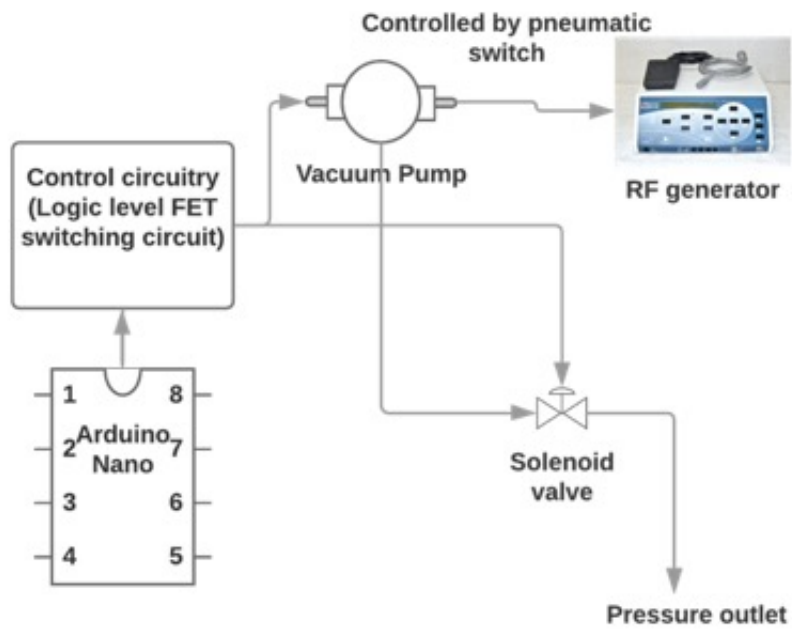 Controlled by pneumatic
switch
Control circuitry
(Logic level FET
switching circuit)
Vacuum Pump
RF generator
1
8
Arduino
2
7
Nano
3
6
4
5
Solenoid
valve
Pressure outlet